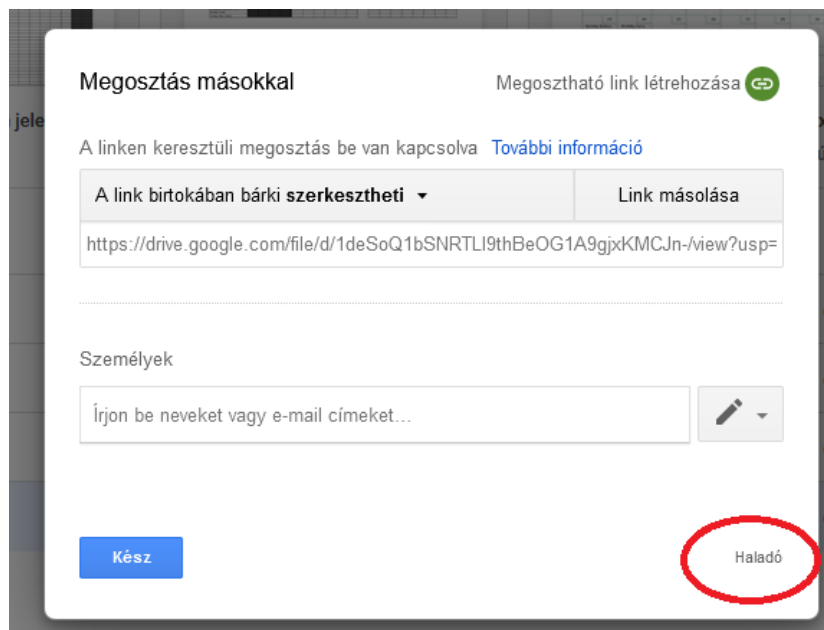 jele
Megosztás másokkal
Megosztható link létrehozása
A linken keresztüli megosztás be van kapcsolva További információ
A link birtokában bárki szerkesztheti
Link másolása
https://drive.google.com/file/d/1deSoQ1bSNRTLI9thBeOG1A9gjxKMCJn-/view?usp=
Személyek
Írjon be neveket vagy e-mail címeket...
Kész
Haladó